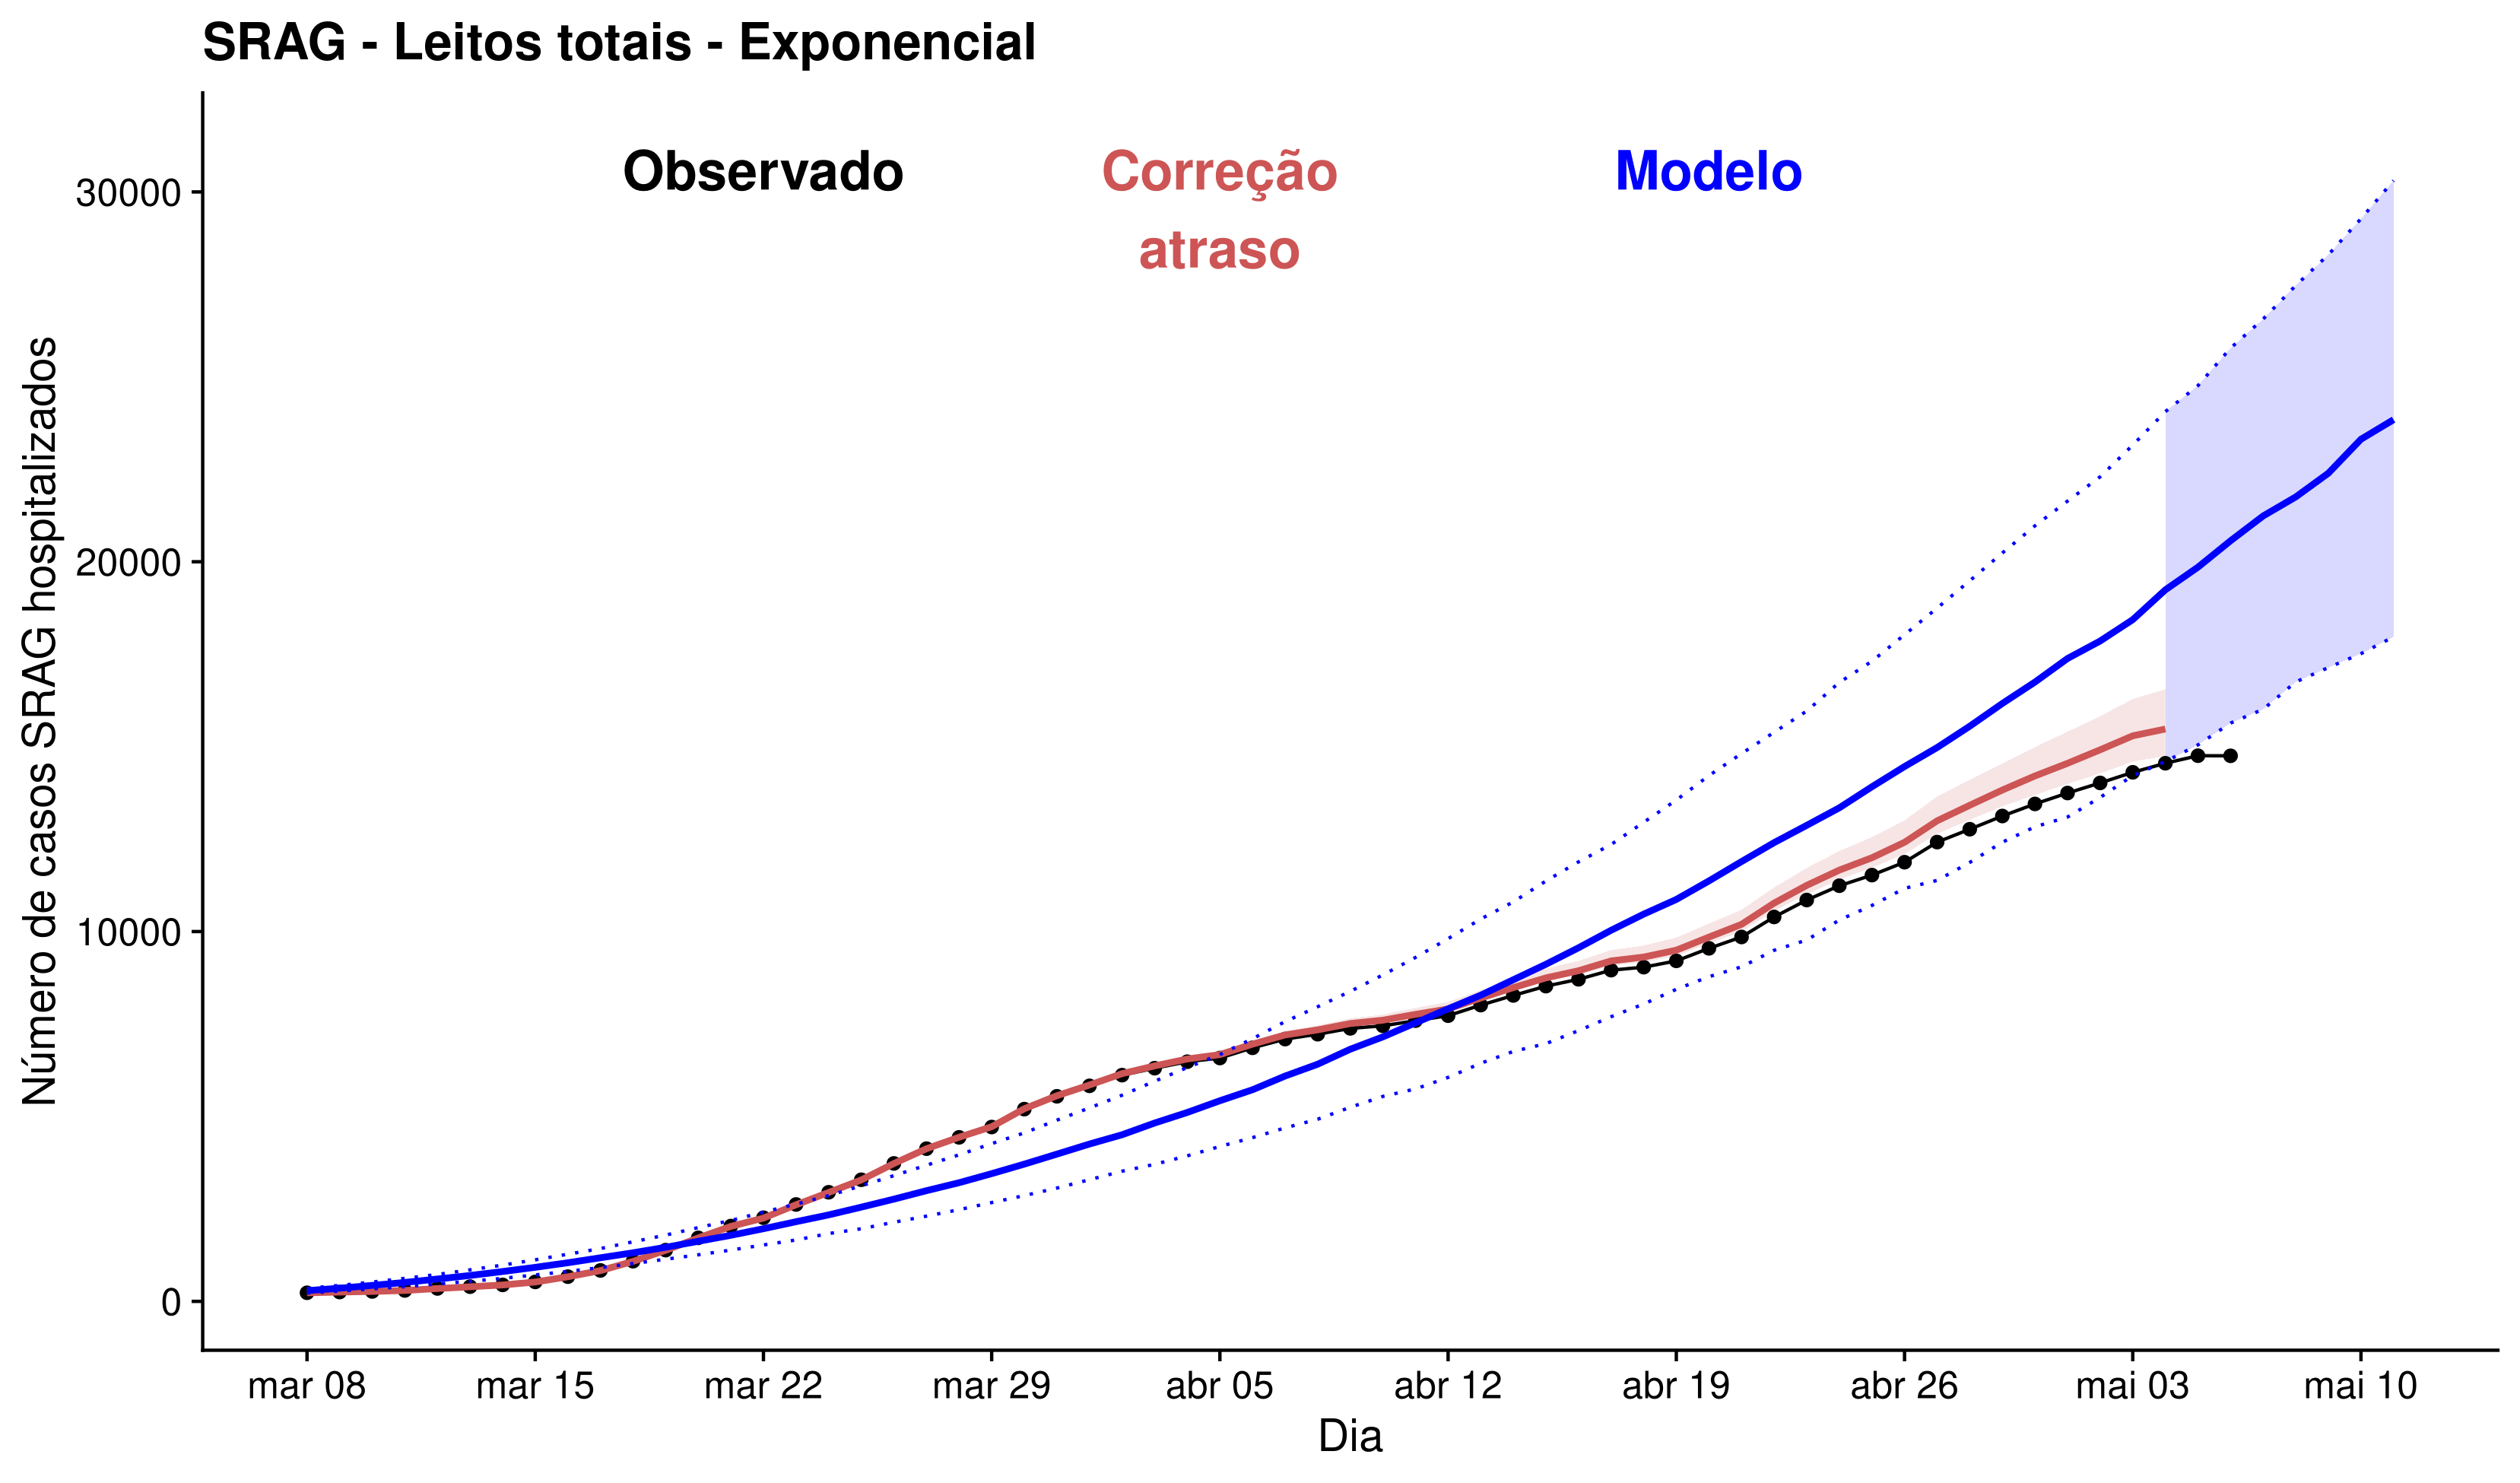 SRAG - Leitos totais - Exponencial
Observado
Correção
atraso
Modelo
Número de casos SRAG hospitalizados
30000
20000
10000
0
mar 08
mar 15
mar 22
mar 29
abr 05
abr 12
abr 19
abr 26
mai 03
mai 10
Dia